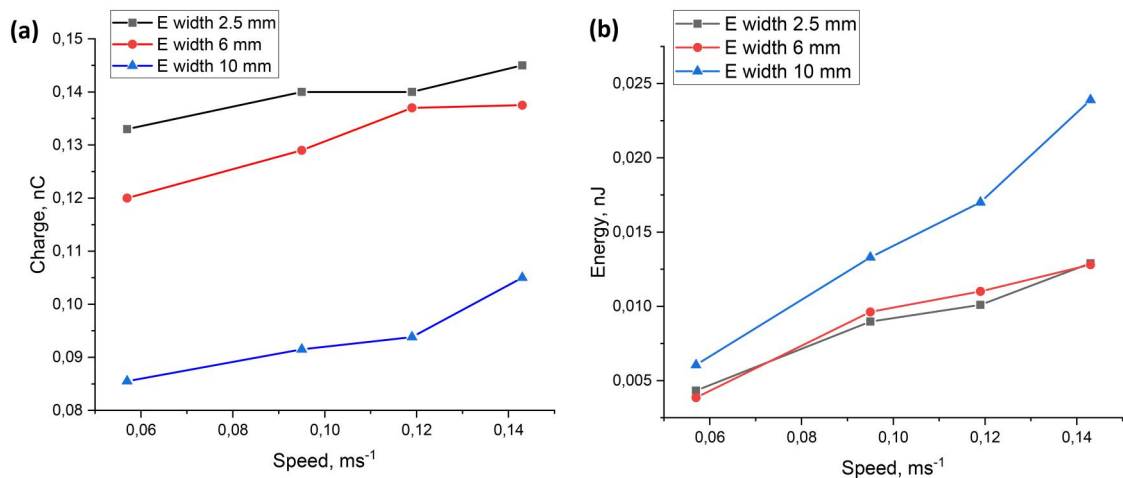 (a)
E width 2.5 mm
E width 6 mm
E width 10 mm
Charge, nC
0,15
0,14
0,13
0,12
0,11
0,10
0,09
0,08
0,06
0,08
0,10
0,12
0,14
Speed, ms⁻¹
(b)
E width 2.5 mm
E width 6 mm
E width 10 mm
Energy, nJ
0,025
0,020
0,015
0,010
0,005
0,06
0,08
0,10
0,12
0,14
Speed, ms⁻¹